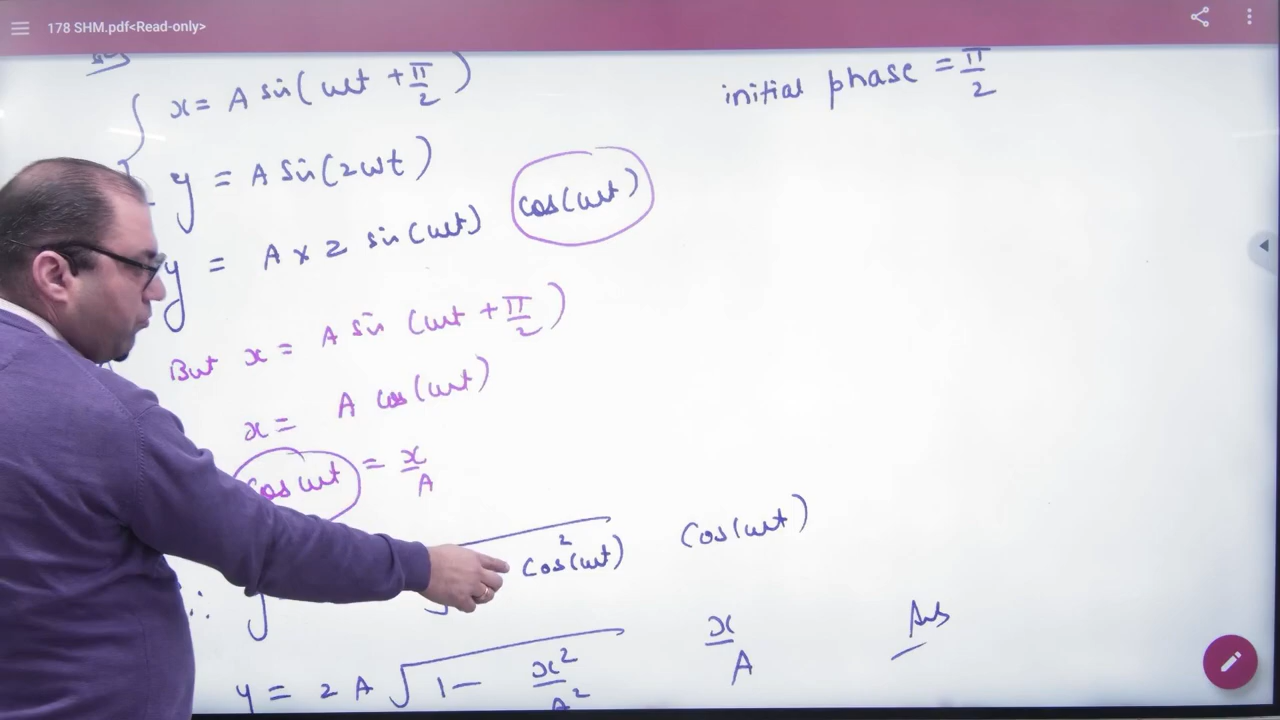 178 SHM.pdf<Read-only>
x = A sin(ωt + π/2)
initial phase = π/2
y = A sin(2ωt)
y = A x 2 sin(ωt) cos(ωt)
But x = A sin (ωt + π/2)
x = A cos(ωt)
cos ωt = x/A
∴ y cos²(ωt) cos(ωt)
y = 2 A √(1 - x²/A²) x/A Ans